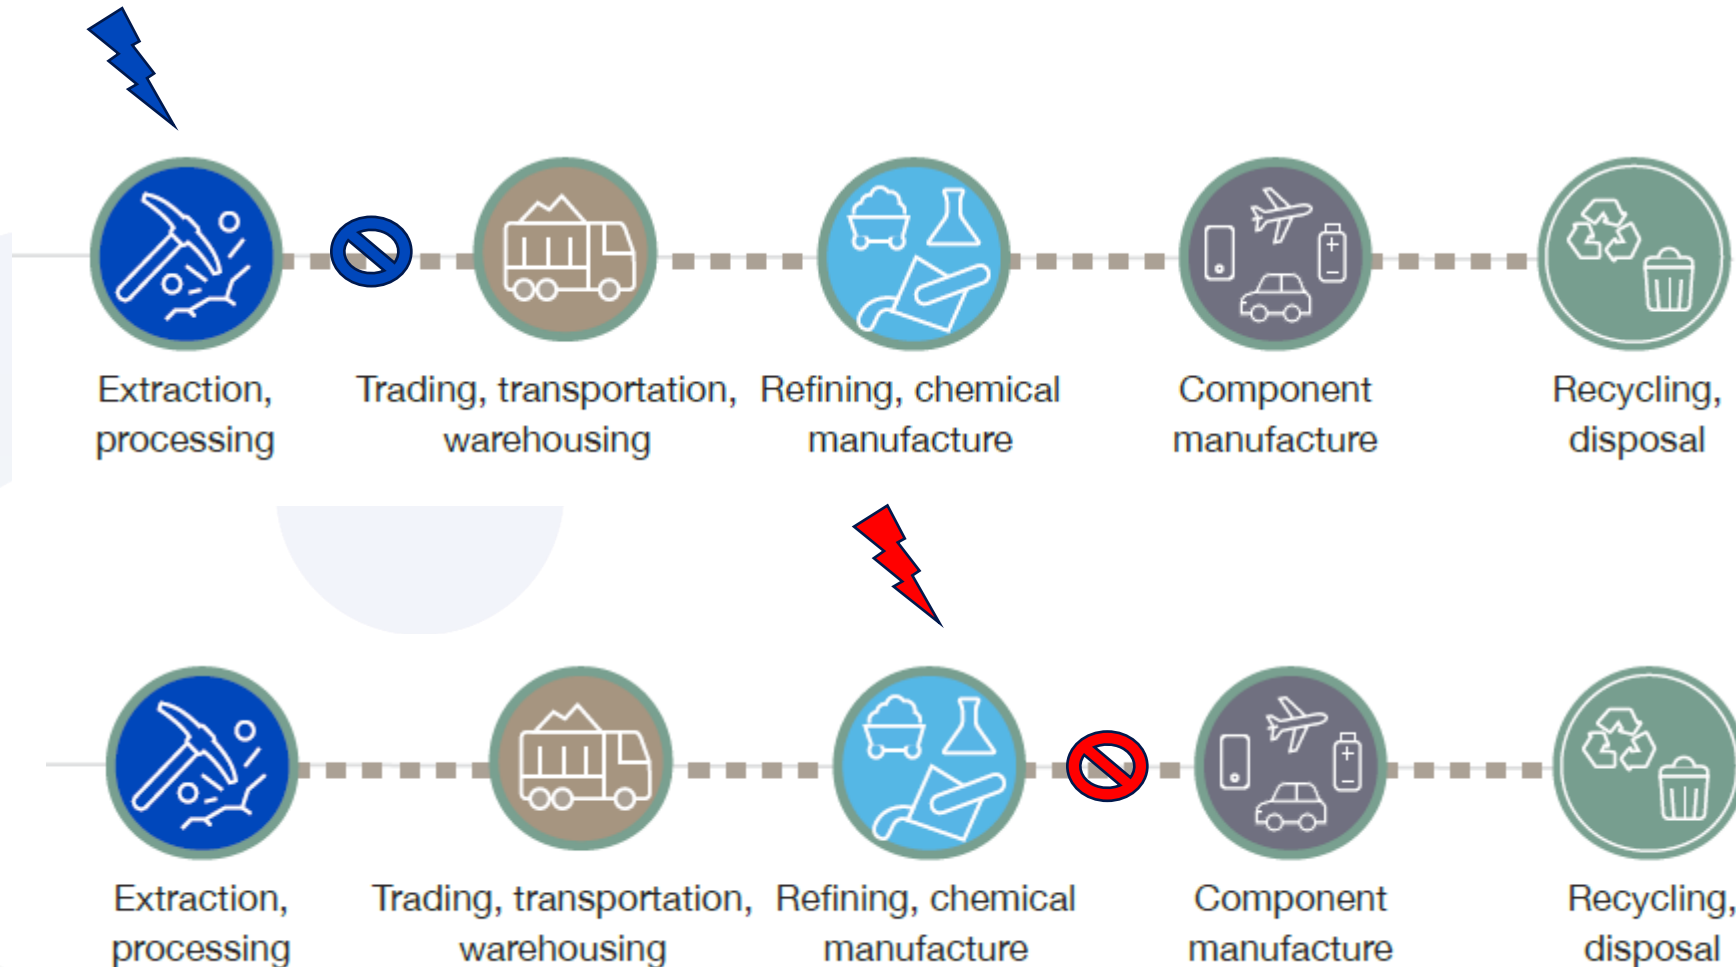 Extraction,
processing
Trading, transportation,
warehousing
Refining, chemical
manufacture
Component
manufacture
Recycling,
disposal
Extraction,
processing
Trading, transportation,
warehousing
Refining, chemical
manufacture
Component
manufacture
Recycling,
disposal